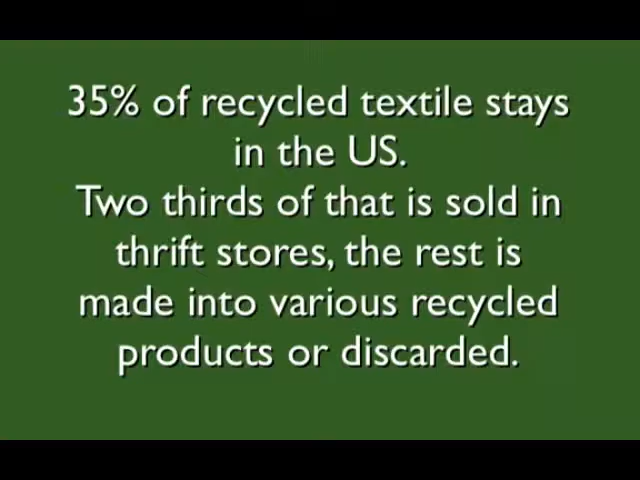 35% of recycled textile stays
in the US.
Two thirds of that is sold in
thrift stores, the rest is
made into various recycled
products or discarded.